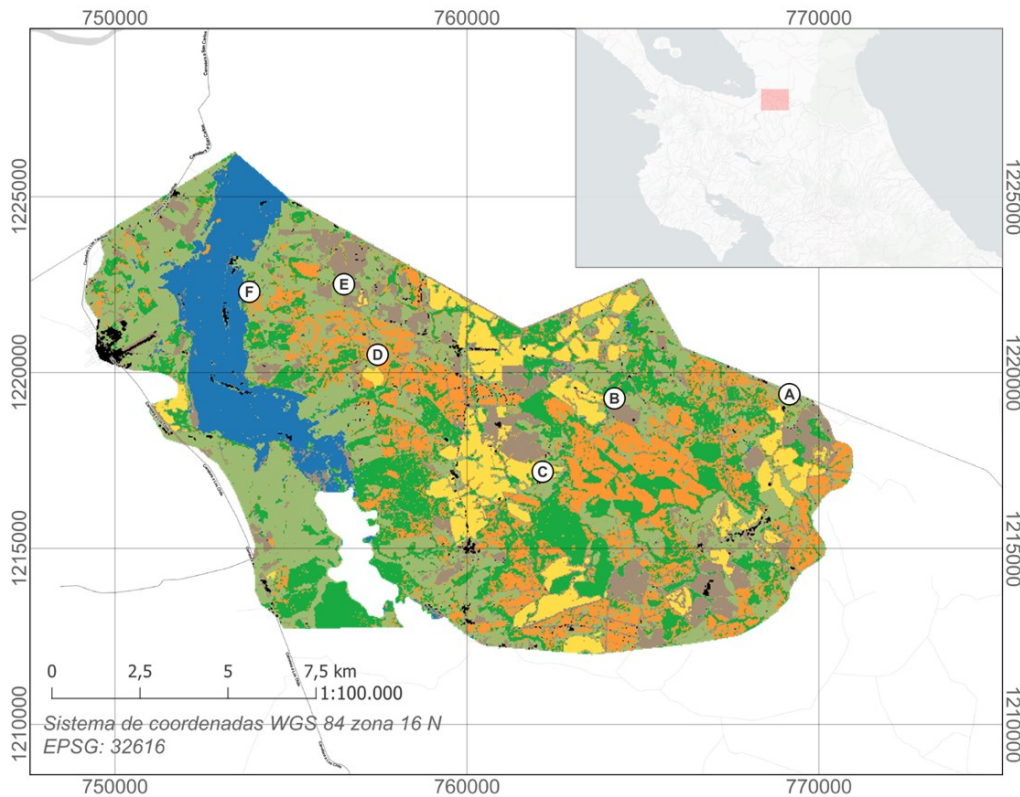 750000 760000 770000
1225000 1225000
E
F
D
1220000 1220000
A
B
C
1215000 1215000
0 2,5 5 7,5 km
1:100.000
Sistema de coordenadas WGS 84 zona 16 N
EPSG: 32616
1210000 1210000
750000 760000 770000